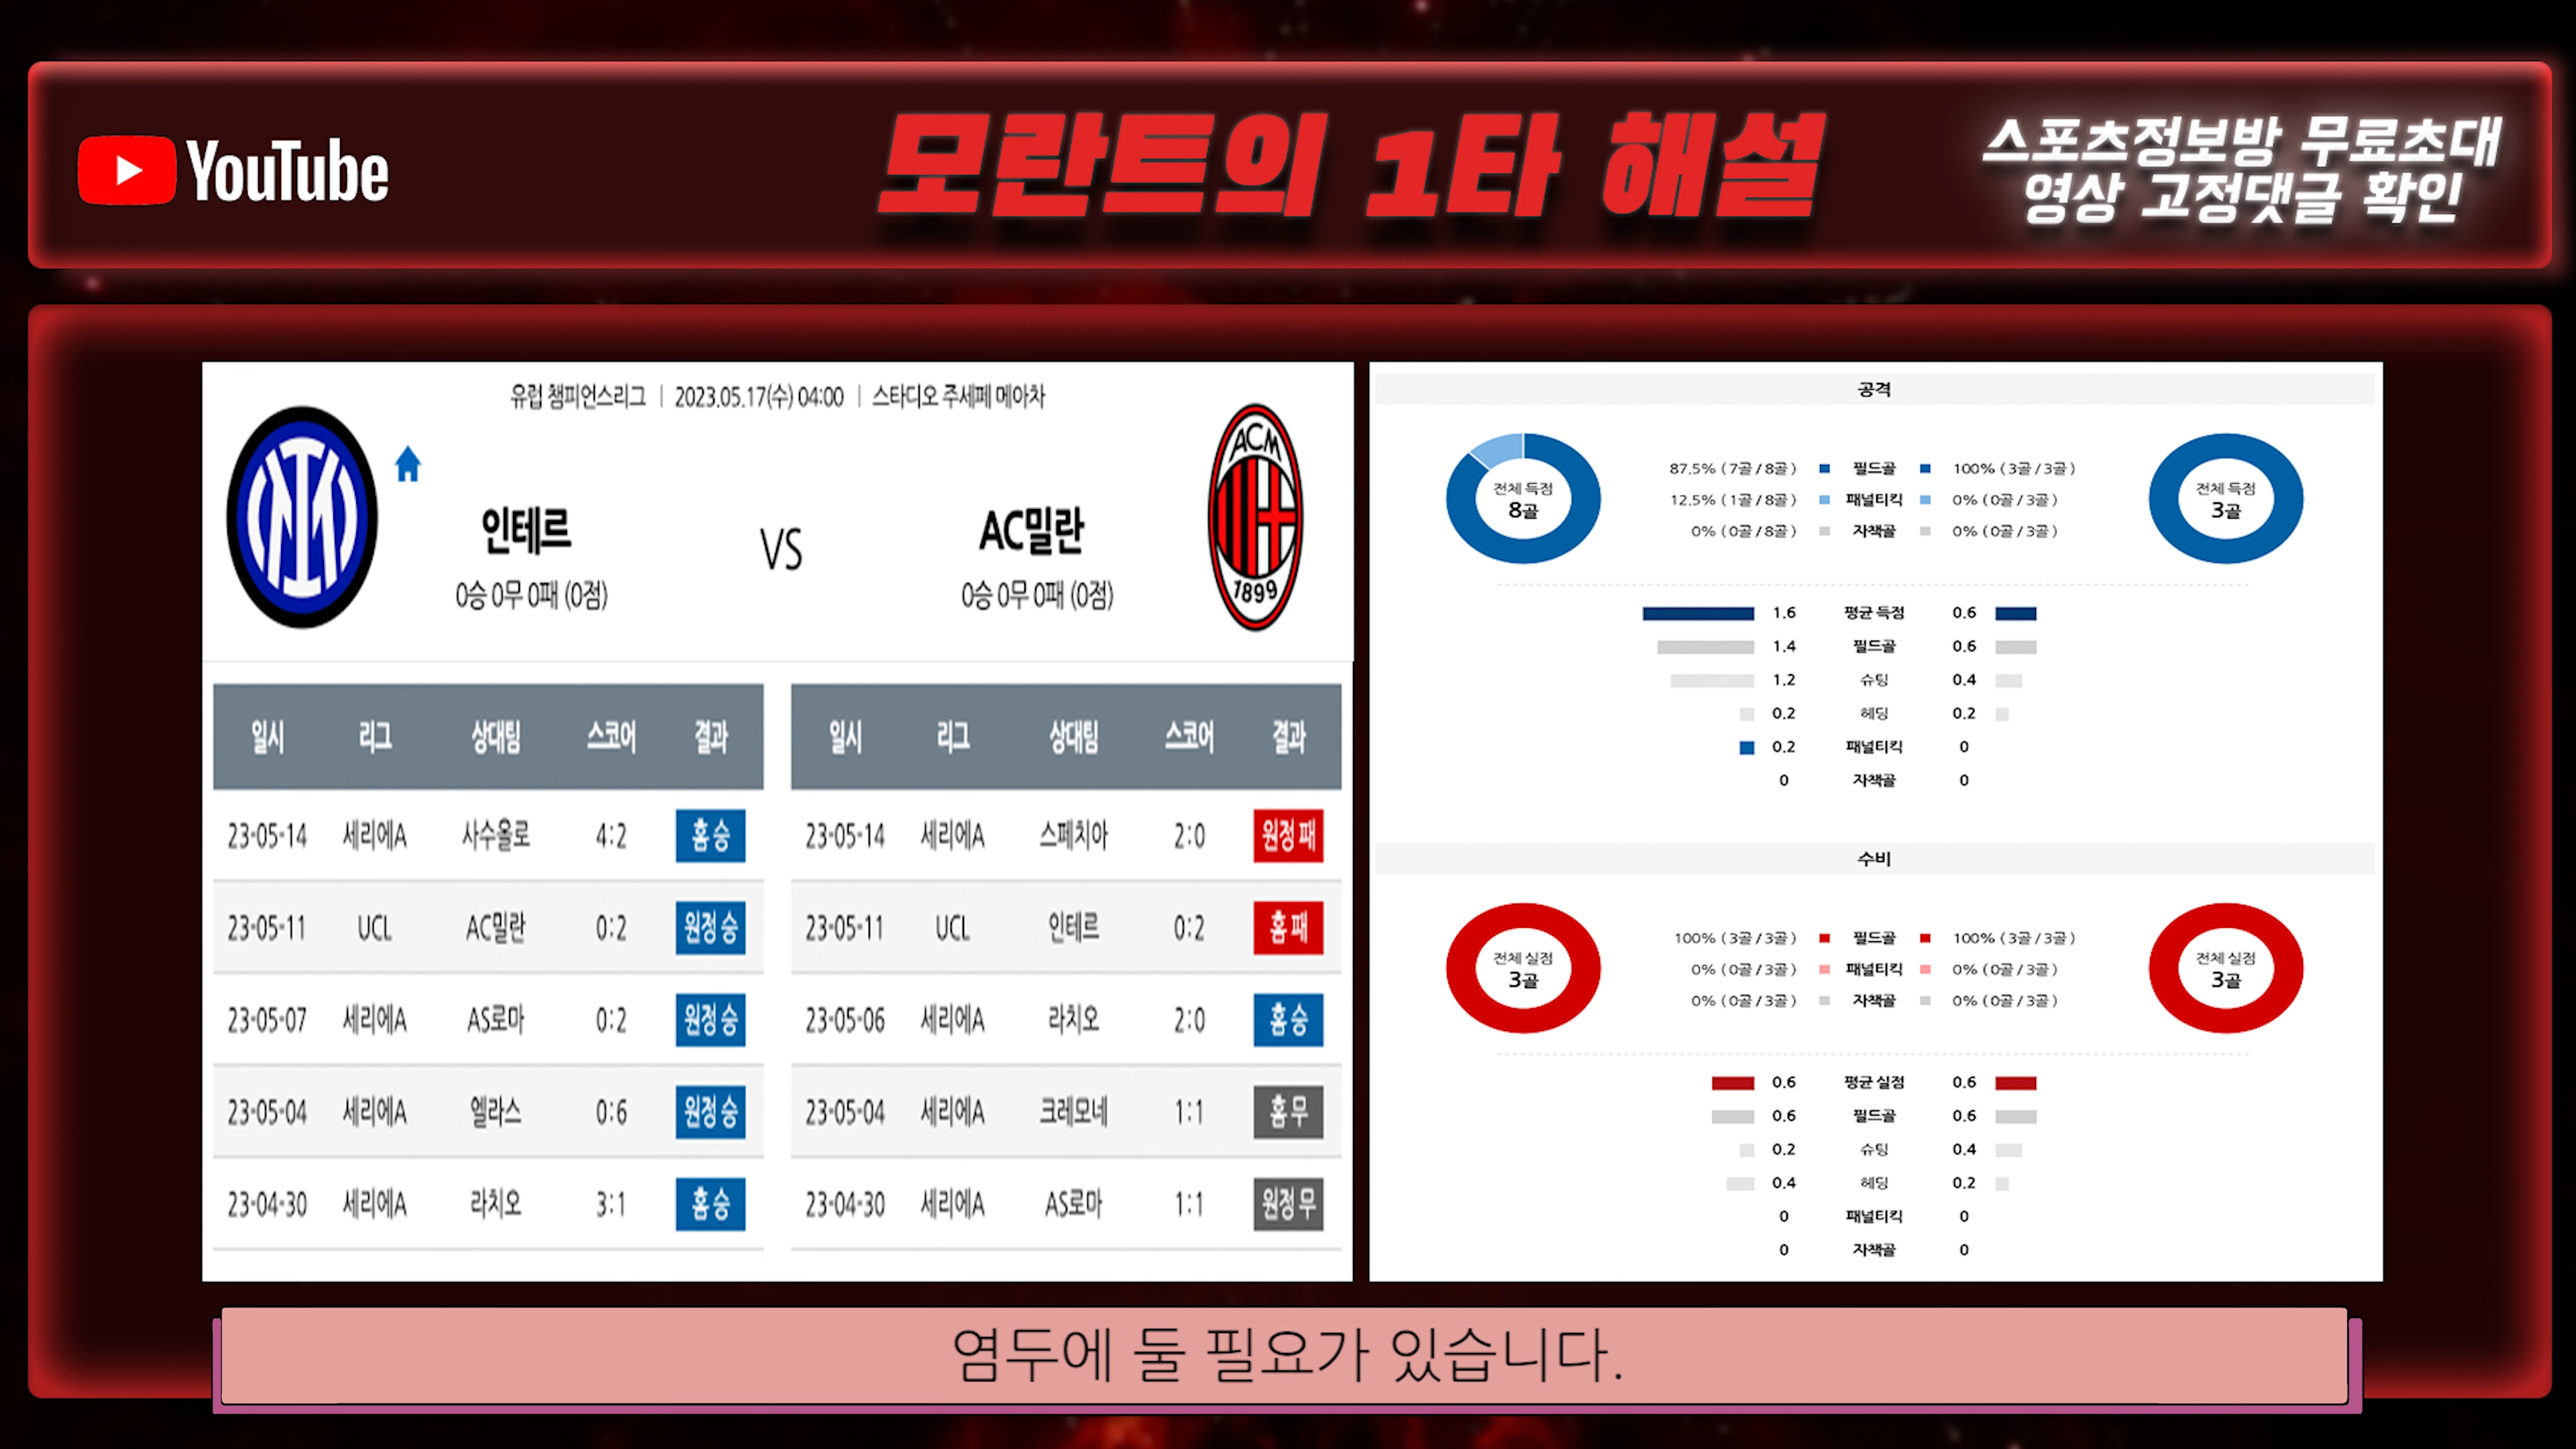 YouTube
모란트의 1타 해설
스포츠정보방 무료초대
영상 고정댓글 확인
유럽 챔피언스리그 | 2023.05.17(수) 04:00 | 스타디오 주세페 메아차
인테르
0승 0무 0패 (0점)
VS
AC밀란
0승 0무 0패 (0점)
ACM
1899
일시 리그 상대팀 스코어 결과
23-05-14 세리에A 사수올로 4:2 홈 승
23-05-11 UCL AC밀란 0:2 원정 승
23-05-07 세리에A AS로마 0:2 원정 승
23-05-04 세리에A 엘라스 0:6 원정 승
23-04-30 세리에A 라치오 3:1 홈 승
일시 리그 상대팀 스코어 결과
23-05-14 세리에A 스페치아 2:0 원정 패
23-05-11 UCL 인테르 0:2 홈 패
23-05-06 세리에A 라치오 2:0 홈 승
23-05-04 세리에A 크레모네 1:1 홈 무
23-04-30 세리에A AS로마 1:1 원정 무
공격
전체 득점
8골
87.5% ( 7골 / 8골 ) 필드골 100% ( 3골 / 3골 )
12.5% ( 1골 / 8골 ) 패널티킥 0% ( 0골 / 3골 )
0% ( 0골 / 8골 ) 자책골 0% ( 0골 / 3골 )
전체 득점
3골
1.6 평균 득점 0.6
1.4 필드골 0.6
1.2 슈팅 0.4
0.2 헤딩 0.2
0.2 패널티킥 0
0 자책골 0
수비
전체 실점
3골
100% ( 3골 / 3골 ) 필드골 100% ( 3골 / 3골 )
0% ( 0골 / 3골 ) 패널티킥 0% ( 0골 / 3골 )
0% ( 0골 / 3골 ) 자책골 0% ( 0골 / 3골 )
전체 실점
3골
0.6 평균 실점 0.6
0.6 필드골 0.6
0.2 슈팅 0.4
0.4 헤딩 0.2
0 패널티킥 0
0 자책골 0
염두에 둘 필요가 있습니다.